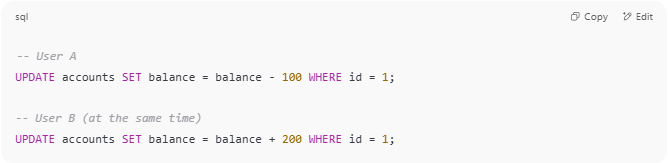 sql
Copy
Edit
-- User A
UPDATE accounts SET balance = balance - 100 WHERE id = 1;
-- User B (at the same time)
UPDATE accounts SET balance = balance + 200 WHERE id = 1;